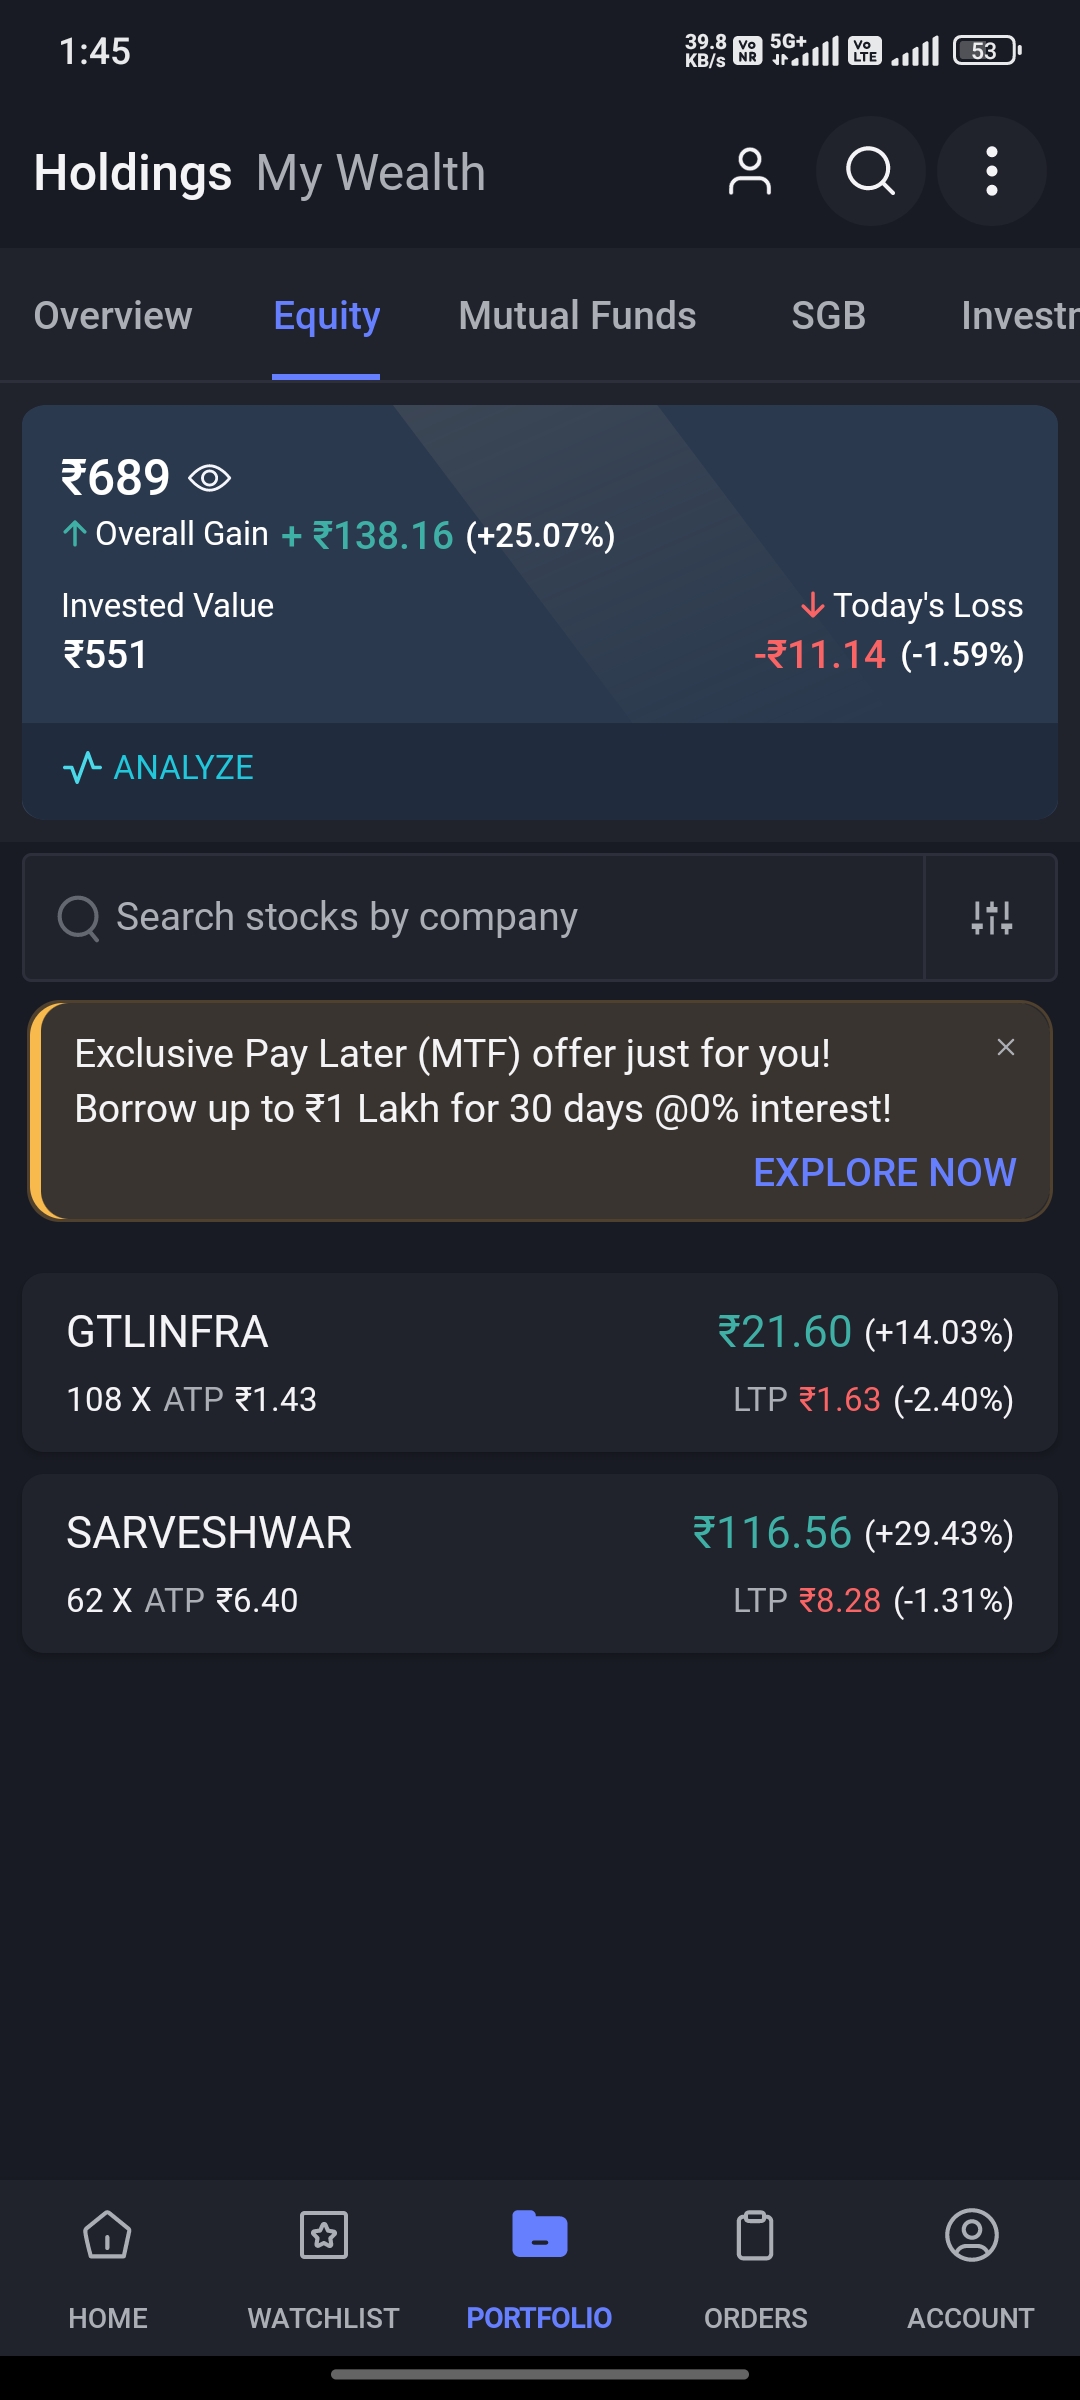 1:45
39.8 KB/s Vo NR 5G+ Vo LTE 53
Holdings My Wealth
Overview Equity Mutual Funds SGB Investr
₹689
Overall Gain + ₹138.16 (+25.07%)
Invested Value Today's Loss
₹551 -₹11.14 (-1.59%)
ANALYZE
Search stocks by company
Exclusive Pay Later (MTF) offer just for you!
Borrow up to ₹1 Lakh for 30 days @0% interest!
EXPLORE NOW
GTLINFRA ₹21.60 (+14.03%)
108 X ATP ₹1.43 LTP ₹1.63 (-2.40%)
SARVESHWAR ₹116.56 (+29.43%)
62 X ATP ₹6.40 LTP ₹8.28 (-1.31%)
HOME WATCHLIST PORTFOLIO ORDERS ACCOUNT